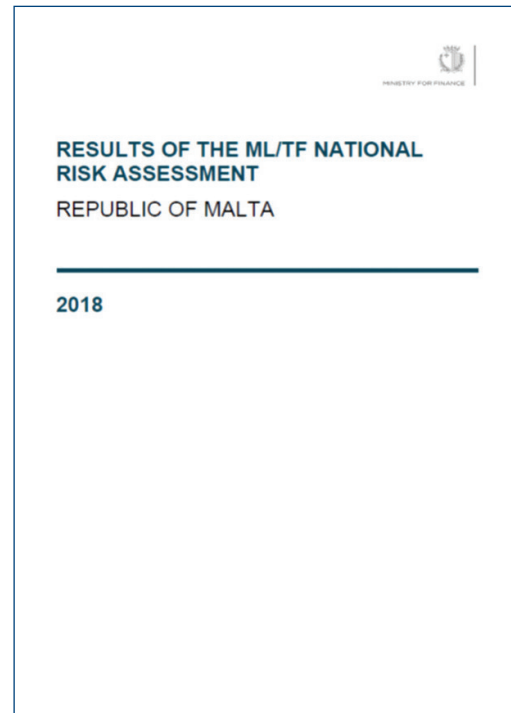 MINISTRY FOR FINANCE
RESULTS OF THE ML/TF NATIONAL
RISK ASSESSMENT
REPUBLIC OF MALTA
2018